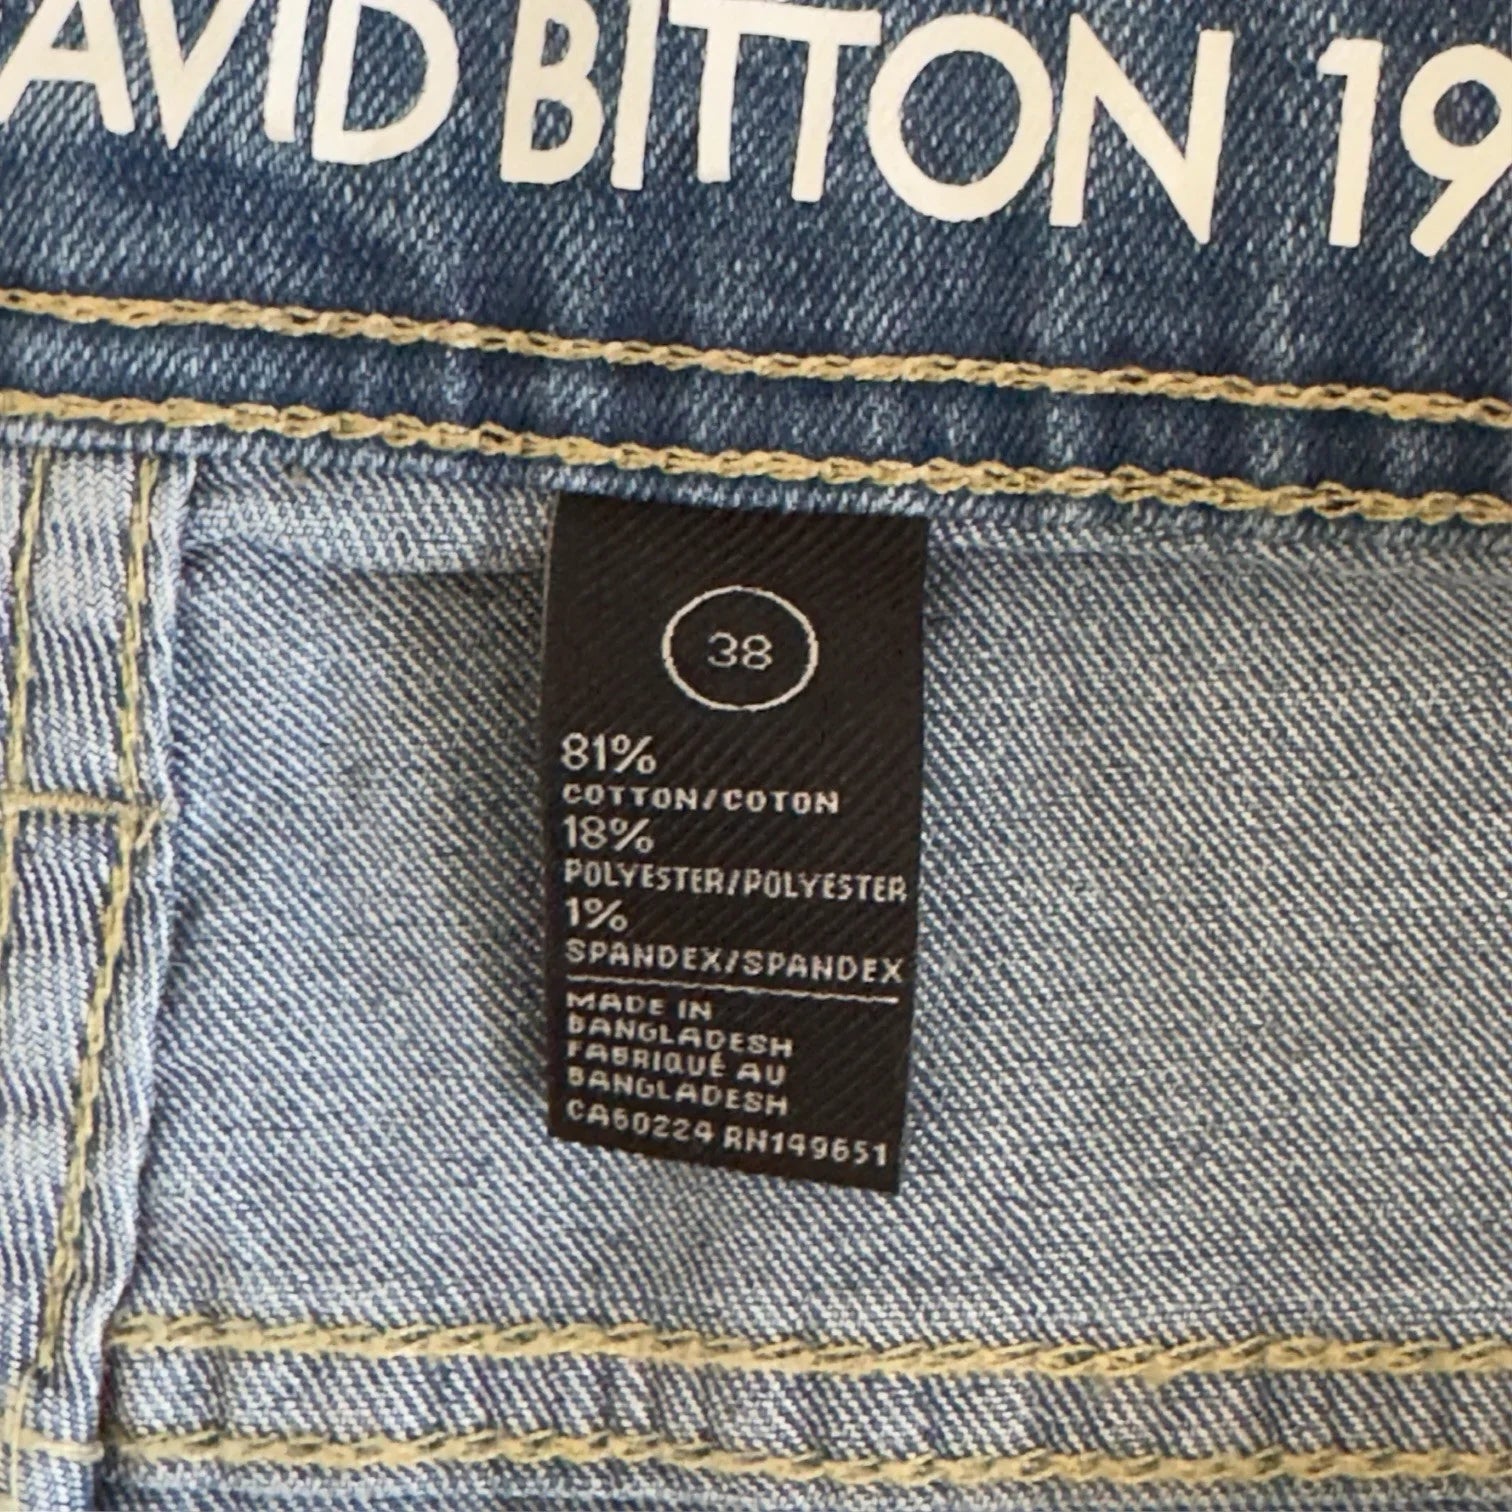 AVID BITTON 19
38
81%
COTTON/COTON
18%
POLYESTER/POLYESTER
1%
SPANDEX/SPANDEX
MADE IN
BANGLADESH
FABRIQUÉ AU
BANGLADESH
CA60224 RN149651